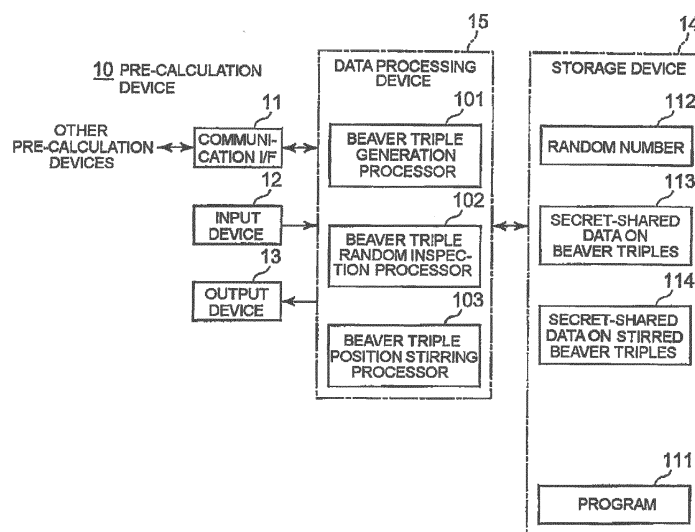 10 PRE-CALCULATION
DEVICE
OTHER
PRE-CALCULATION
DEVICES
11
COMMUNI-
CATION I/F
12
INPUT
DEVICE
13
OUTPUT
DEVICE
15
DATA PROCESSING
DEVICE
101
BEAVER TRIPLE
GENERATION
PROCESSOR
102
BEAVER TRIPLE
RANDOM INSPEC-
TION PROCESSOR
103
BEAVER TRIPLE
POSITION STIRRING
PROCESSOR
14
STORAGE DEVICE
112
RANDOM NUMBER
113
SECRET-SHARED
DATA ON
BEAVER TRIPLES
114
SECRET-SHARED
DATA ON STIRRED
BEAVER TRIPLES
111
PROGRAM